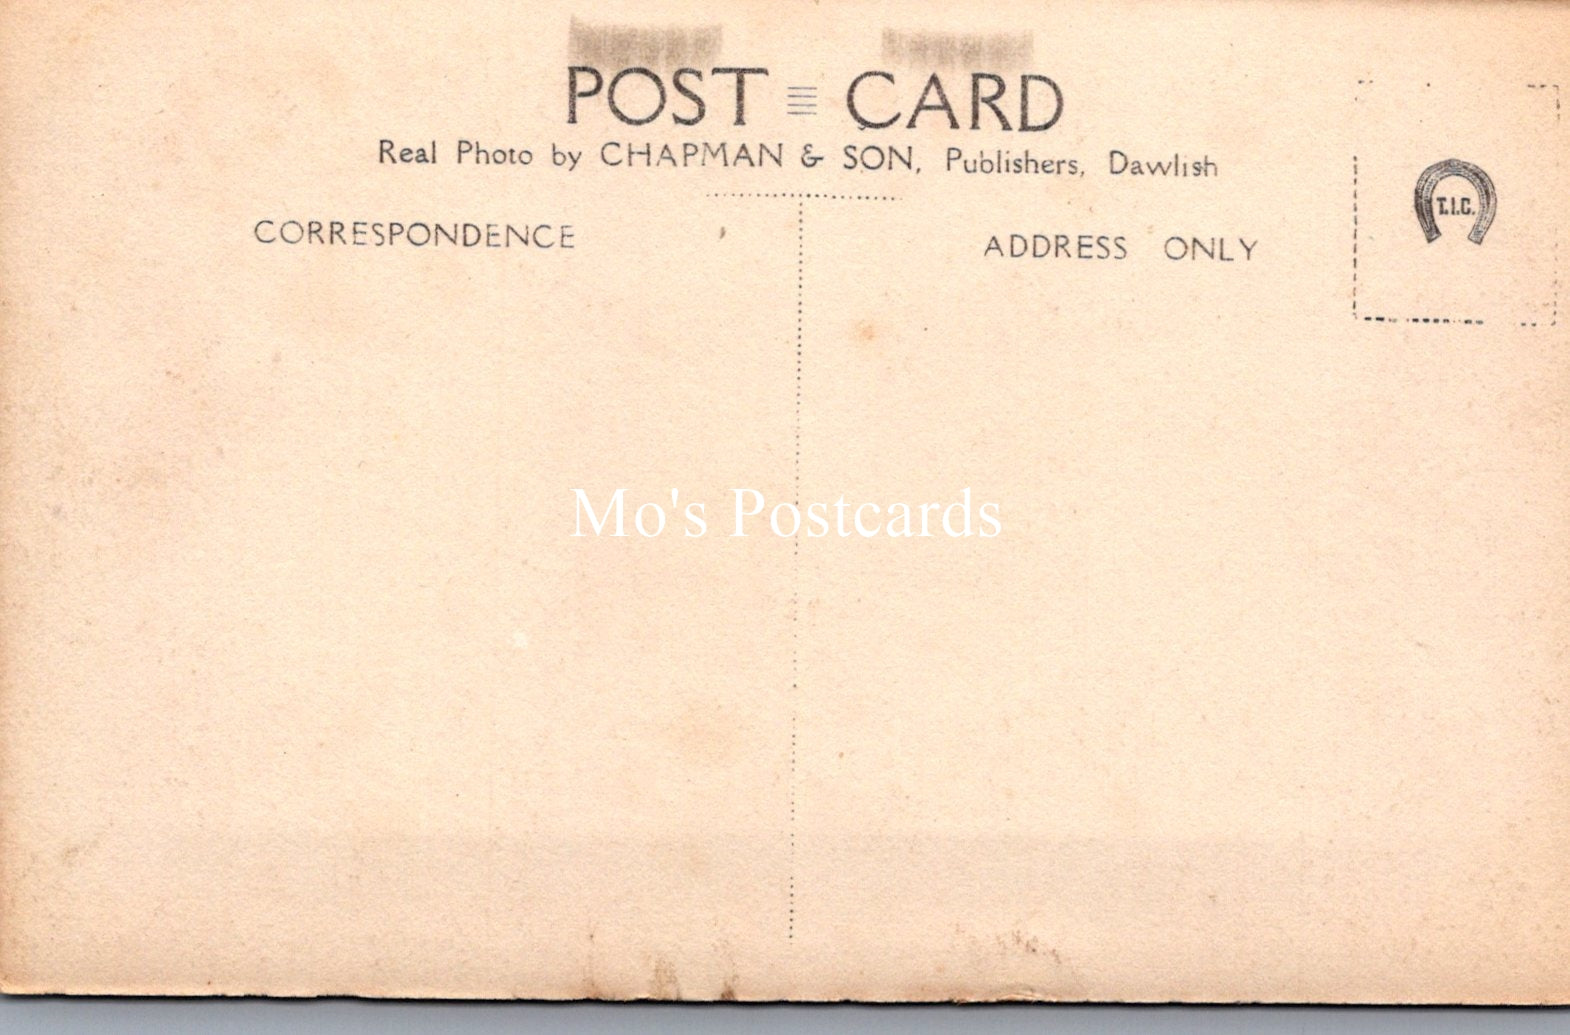 POST CARD
Real Photo by CHAPMAN & SON, Publishers, Dawlish
CORRESPONDENCE
ADDRESS ONLY
T.I.C.
Mo's Postcards